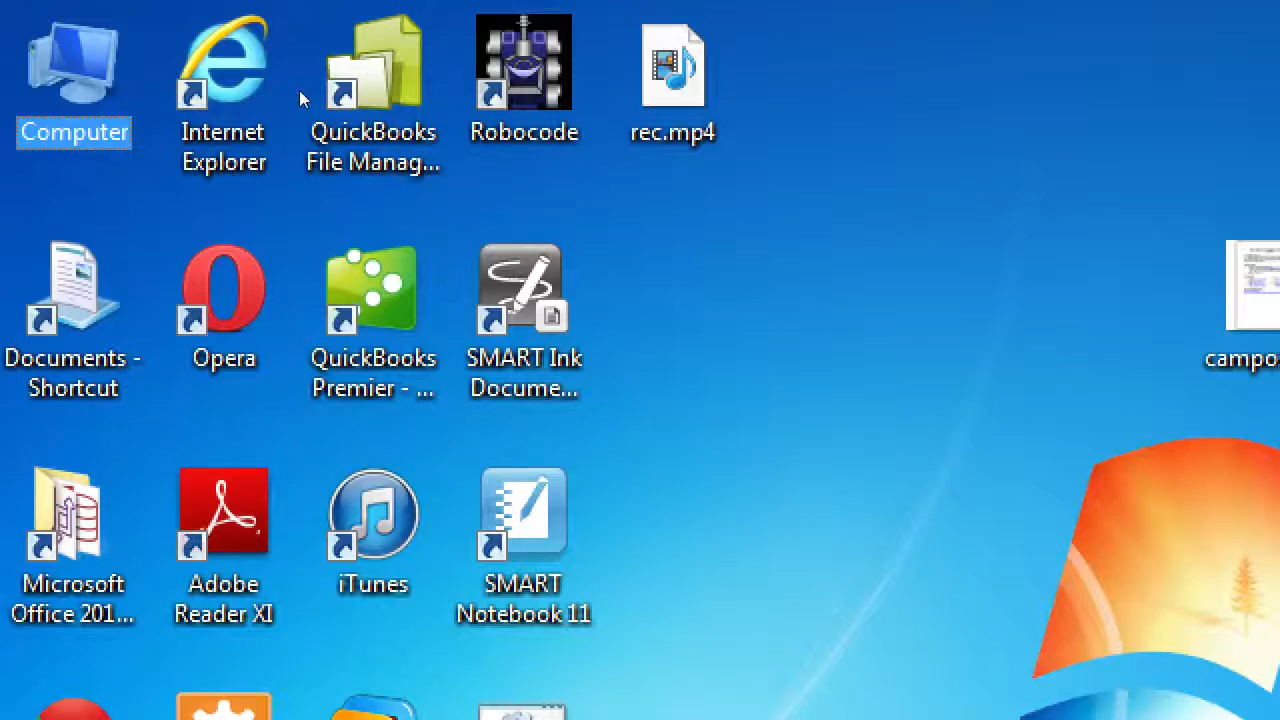 Computer
Internet
Explorer
QuickBooks
File Manag...
Robocode
rec.mp4
Documents -
Shortcut
Opera
QuickBooks
Premier - ...
SMART Ink
Docume...
campo
Microsoft
Office 201...
Adobe
Reader XI
iTunes
SMART
Notebook 11